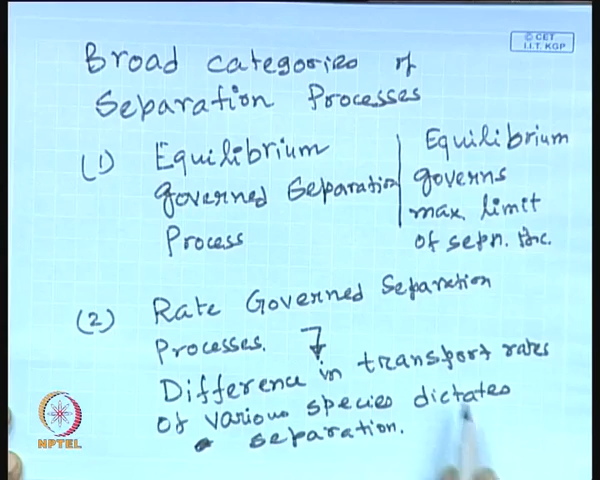 © CET
I.I.T. KGP
Broad categories of
Separation Processes
(1) Equilibrium
governed Separation
Process
Equilibrium
governs
max. limit
of sepn. Prc.
(2) Rate Governed Separation
Processes.
Difference in transport rates
of various species dictates
separation.
NPTEL